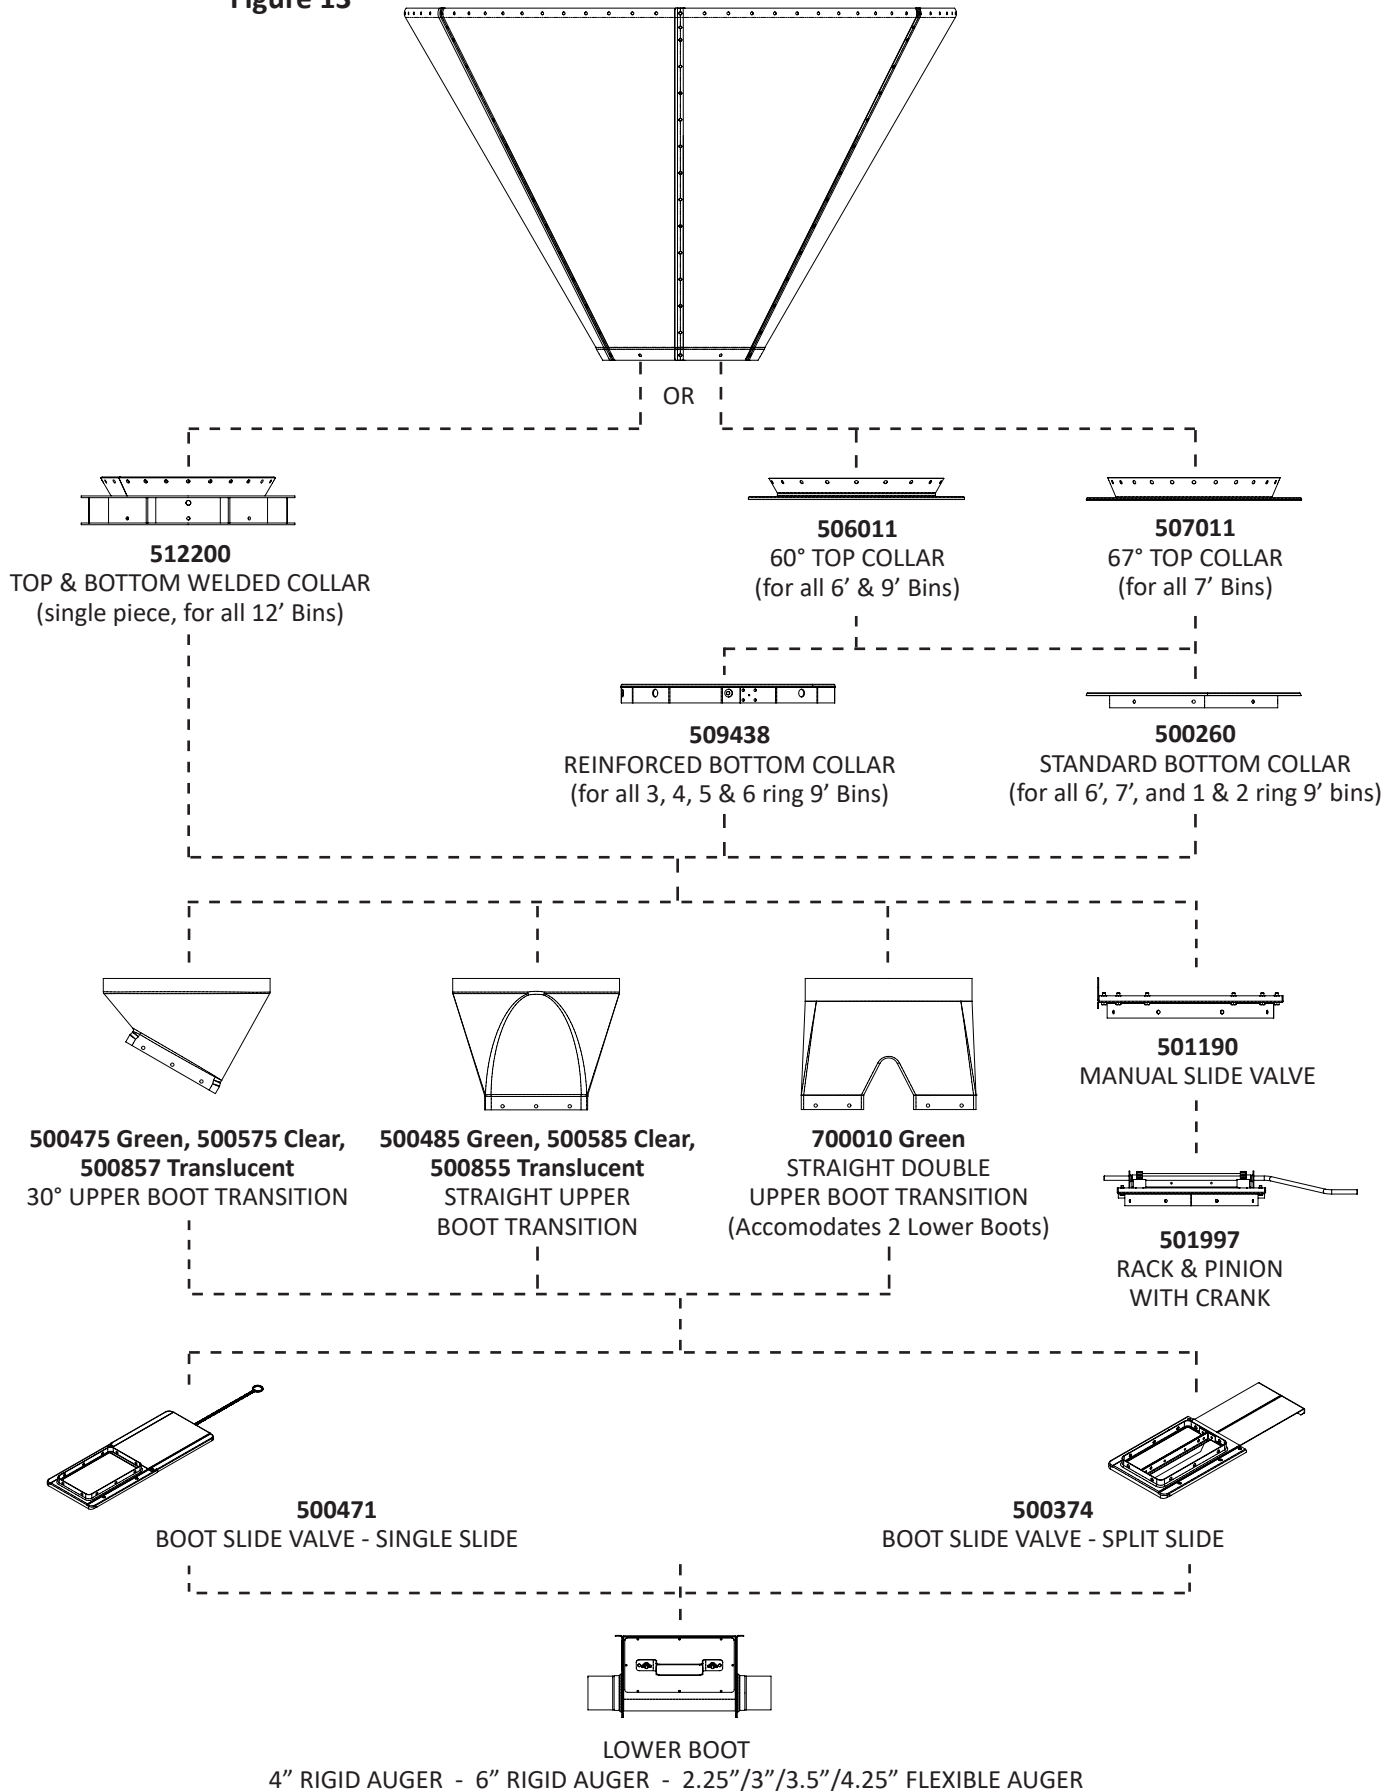 Figure 13
OR
512200
TOP & BOTTOM WELDED COLLAR
(single piece, for all 12’ Bins)
506011
60° TOP COLLAR
(for all 6’ & 9’ Bins)
507011
67° TOP COLLAR
(for all 7’ Bins)
509438
REINFORCED BOTTOM COLLAR
(for all 3, 4, 5 & 6 ring 9’ Bins)
500260
STANDARD BOTTOM COLLAR
(for all 6’, 7’, and 1 & 2 ring 9’ bins)
500475 Green, 500575 Clear,
500857 Translucent
30° UPPER BOOT TRANSITION
500485 Green, 500585 Clear,
500855 Translucent
STRAIGHT UPPER
BOOT TRANSITION
700010 Green
STRAIGHT DOUBLE
UPPER BOOT TRANSITION
(Accomodates 2 Lower Boots)
501190
MANUAL SLIDE VALVE
501997
RACK & PINION
WITH CRANK
500471
BOOT SLIDE VALVE - SINGLE SLIDE
500374
BOOT SLIDE VALVE - SPLIT SLIDE
LOWER BOOT
4” RIGID AUGER - 6” RIGID AUGER - 2.25”/3”/3.5”/4.25” FLEXIBLE AUGER